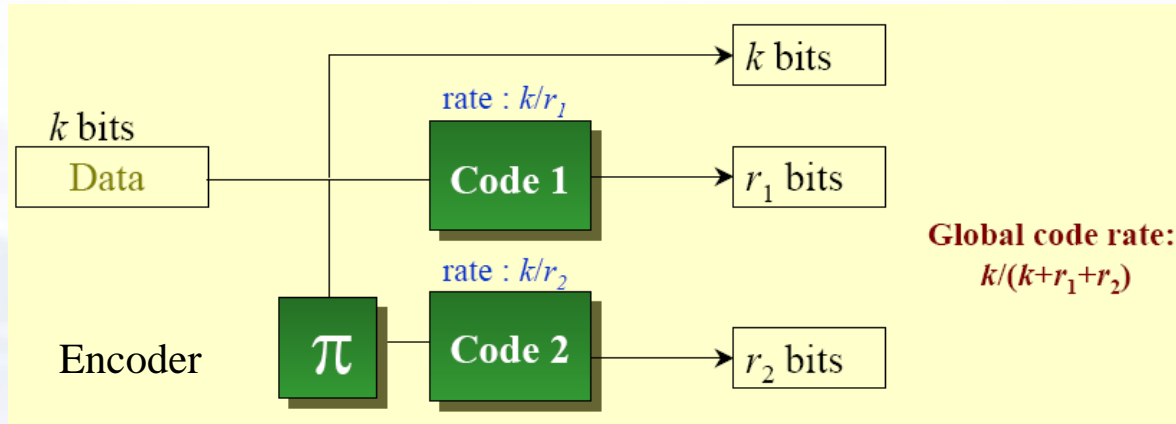 k bits
rate : k/r₁
k bits
Data
Code 1
r₁ bits
Global code rate:
k/(k+r₁+r₂)
rate : k/r₂
Encoder
π
Code 2
r₂ bits